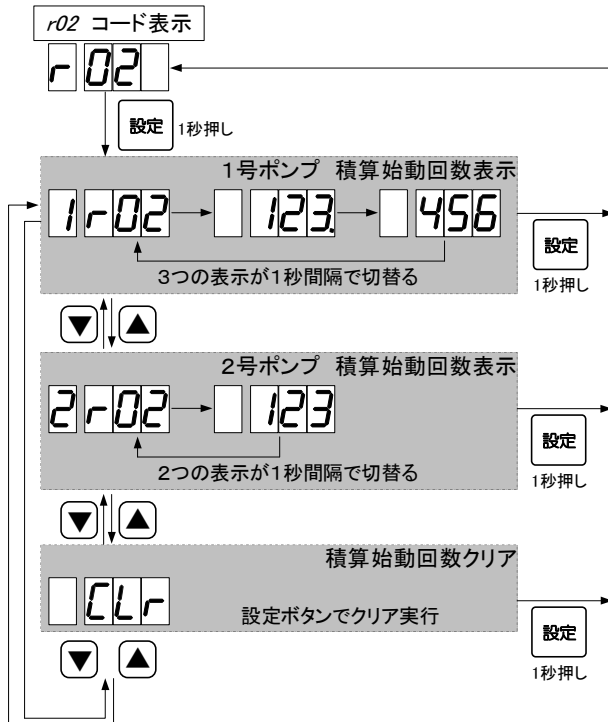 r02 コード表示
r 02
設定 1秒押し
1号ポンプ 積算始動回数表示
1r02 123. 456
設定
1秒押し
3つの表示が1秒間隔で切替る
▼ ▲
2号ポンプ 積算始動回数表示
2r02 123
設定
1秒押し
2つの表示が1秒間隔で切替る
▼ ▲
積算始動回数クリア
CLr
設定ボタンでクリア実行
設定
1秒押し
▼ ▲